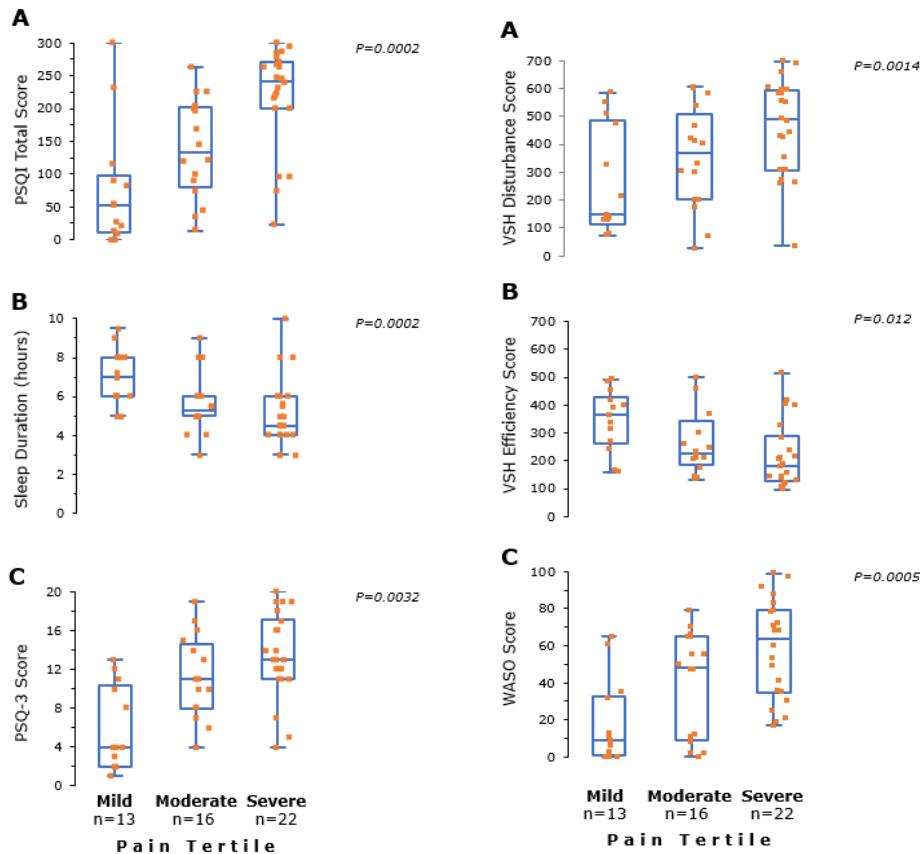 A
P=0.0002
PSQI Total Score
300
250
200
150
100
50
0
B
P=0.0002
Sleep Duration (hours)
10
8
6
4
2
0
C
P=0.0032
PSQ-3 Score
20
16
12
8
4
0
Mild Moderate Severe
n=13 n=16 n=22
Pain Tertile
A
P=0.0014
VSH Disturbance Score
700
600
500
400
300
200
100
0
B
P=0.012
VSH Efficiency Score
700
600
500
400
300
200
100
0
C
P=0.0005
WASO Score
100
80
60
40
20
0
Mild Moderate Severe
n=13 n=16 n=22
Pain Tertile